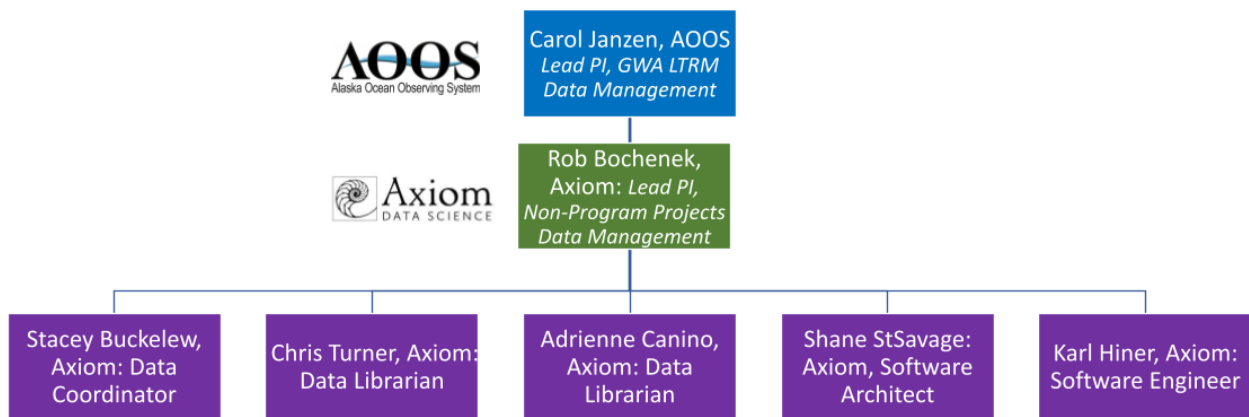 AOOS
Alaska Ocean Observing System
Carol Janzen, AOOS
Lead PI, GWA LTRM
Data Management
Axiom
DATA SCIENCE
Rob Bochenek,
Axiom: Lead PI,
Non-Program Projects
Data Management
Stacey Buckelew,
Axiom: Data
Coordinator
Chris Turner, Axiom:
Data Librarian
Adrienne Canino,
Axiom: Data
Librarian
Shane StSavage:
Axiom, Software
Architect
Karl Hiner, Axiom:
Software Engineer